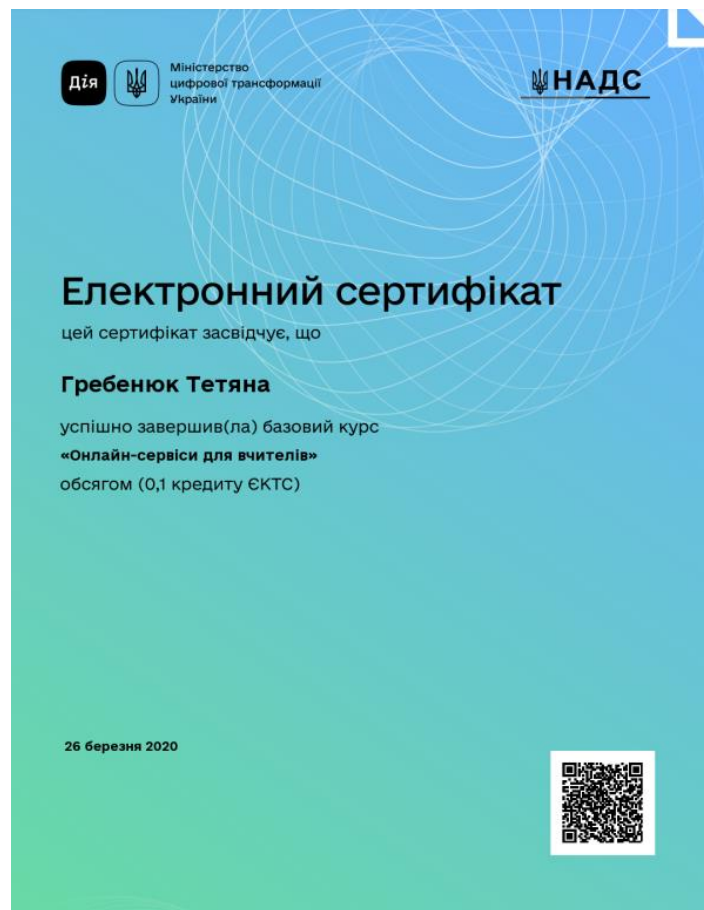 Дія
Міністерство
цифрової трансформації
України
НАДС
Електронний сертифікат
цей сертифікат засвідчує, що
Гребенюк Тетяна
успішно завершив(ла) базовий курс
«Онлайн-сервіси для вчителів»
обсягом (0,1 кредиту ЄКТС)
26 березня 2020